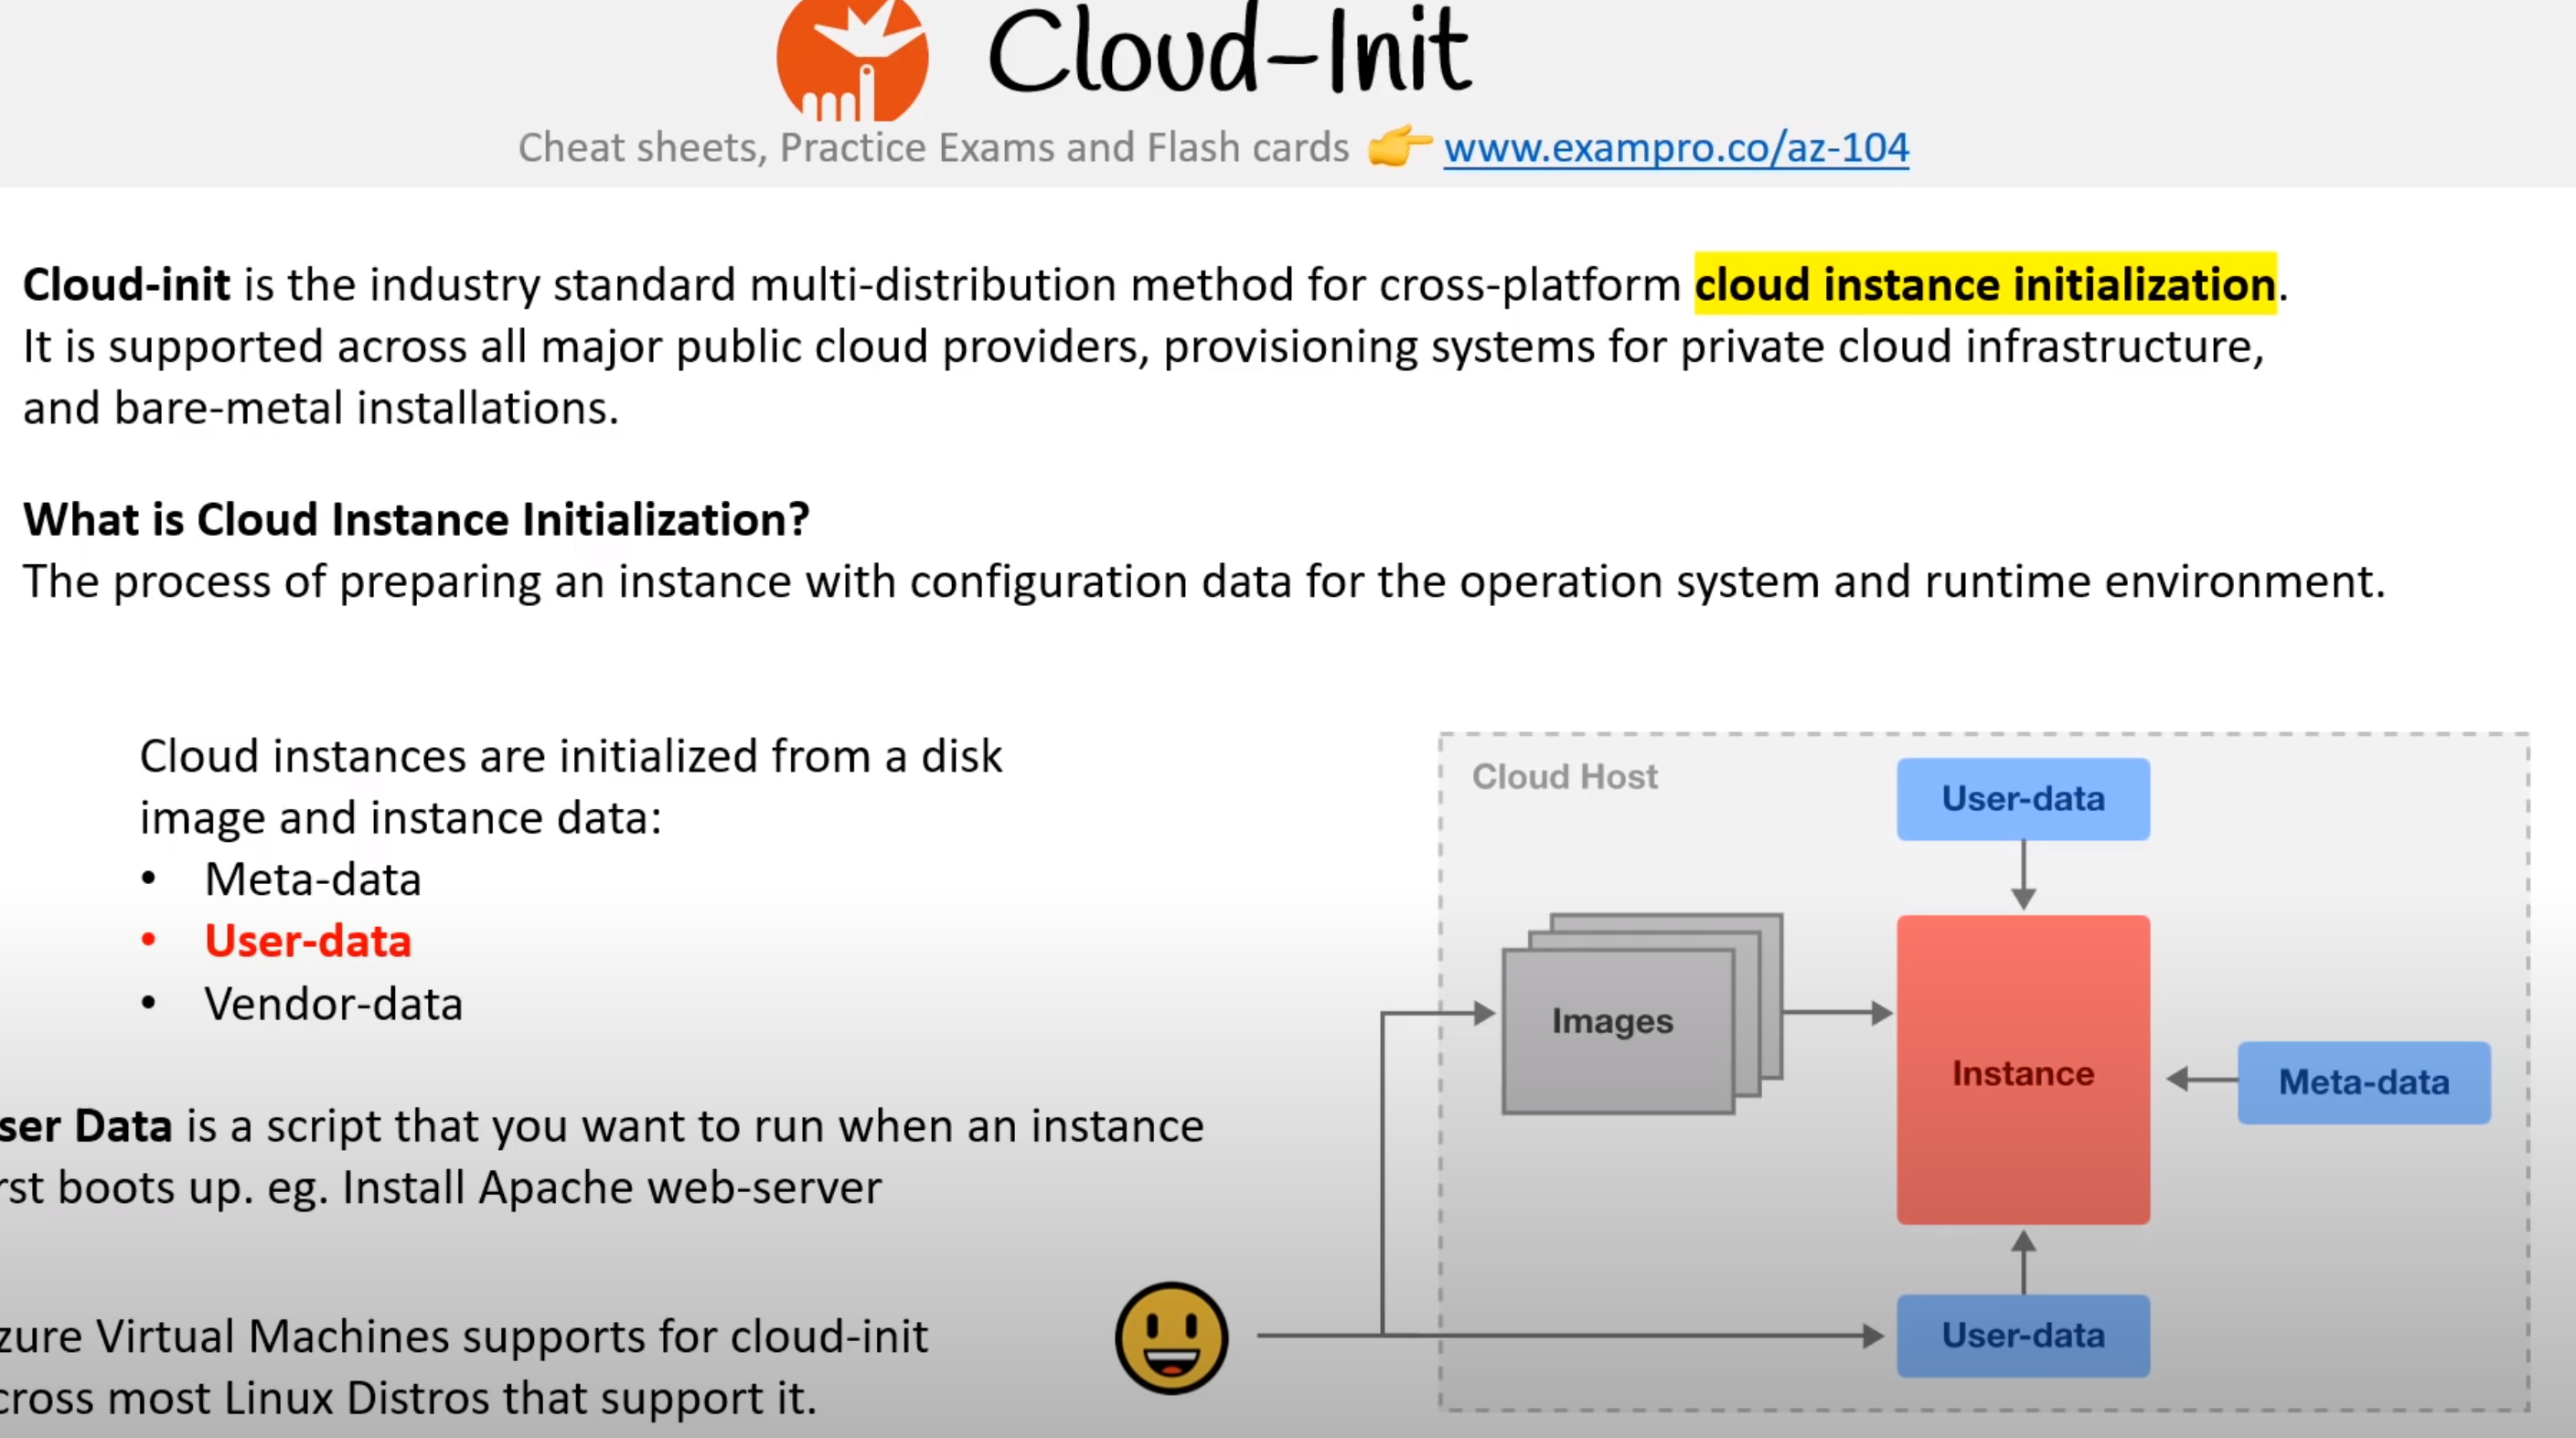 Cloud-Init
Cheat sheets, Practice Exams and Flash cards 👉 www.exampro.co/az-104
Cloud-init is the industry standard multi-distribution method for cross-platform cloud instance initialization.
It is supported across all major public cloud providers, provisioning systems for private cloud infrastructure,
and bare-metal installations.
What is Cloud Instance Initialization?
The process of preparing an instance with configuration data for the operation system and runtime environment.
Cloud instances are initialized from a disk
image and instance data:
• Meta-data
• User-data
• Vendor-data
ser Data is a script that you want to run when an instance
rst boots up. eg. Install Apache web-server
zure Virtual Machines supports for cloud-init
cross most Linux Distros that support it.
Cloud Host
User-data
Images
Instance
Meta-data
User-data